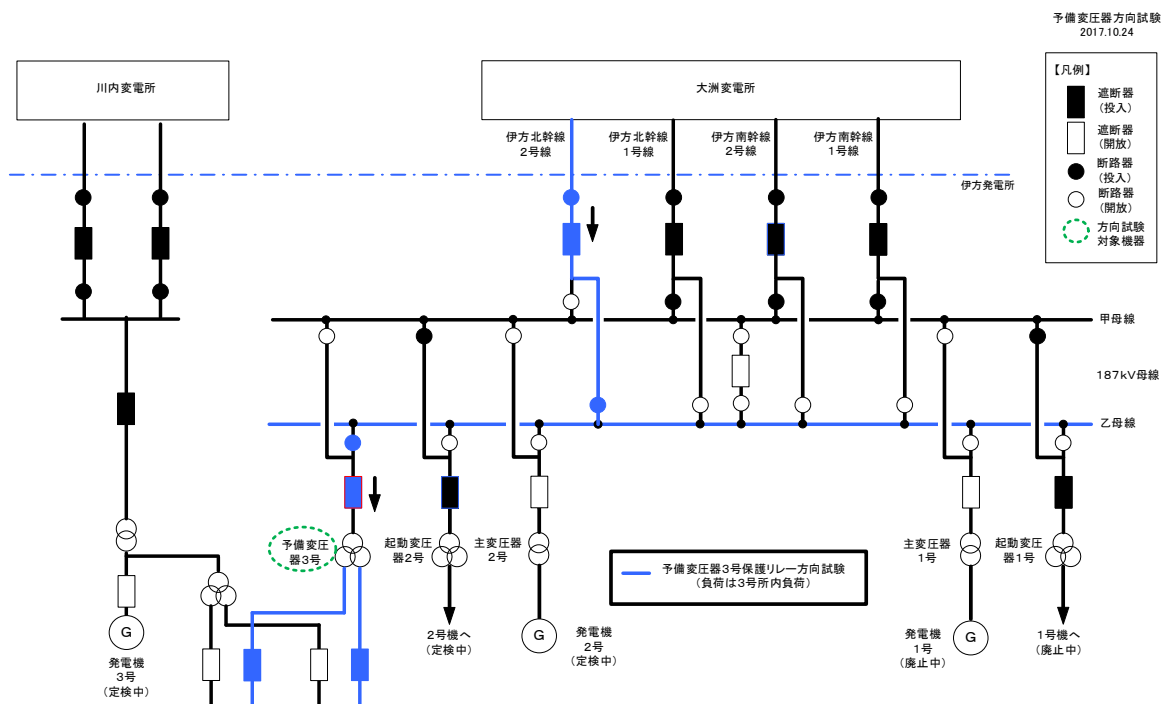 予備変圧器方向試験
2017.10.24
【凡例】
遮断器
(投入)
遮断器
(開放)
断路器
(投入)
断路器
(開放)
方向試験
対象機器
川内変電所
大洲変電所
伊方北幹線
2号線
伊方北幹線
1号線
伊方南幹線
2号線
伊方南幹線
1号線
伊方発電所
甲母線
187kV母線
乙母線
予備変圧
器3号
起動変圧
器2号
主変圧器
2号
主変圧器
1号
起動変圧
器1号
予備変圧器3号保護リレー方向試験
(負荷は3号所内負荷)
G
発電機
3号
(定検中)
2号機へ
(定検中)
G
発電機
2号
(定検中)
発電機
1号
(廃止中)
G
1号機へ
(廃止中)